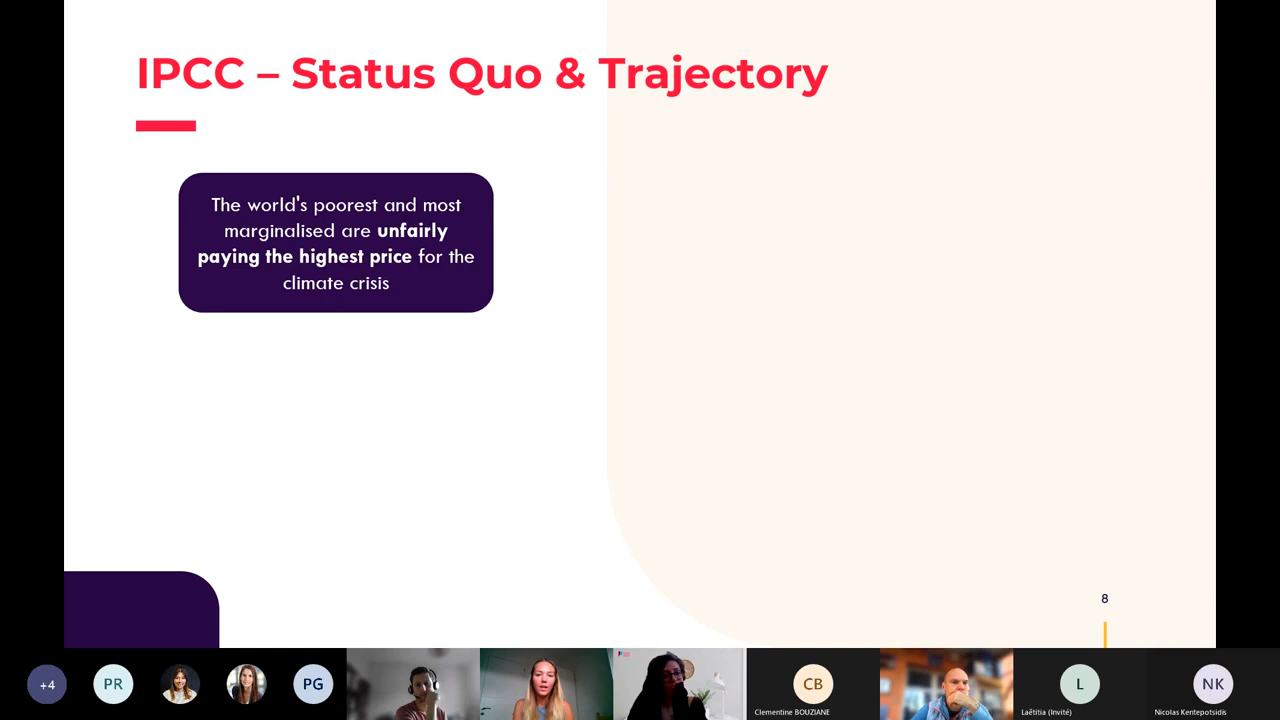 IPCC – Status Quo & Trajectory
The world's poorest and most
marginalised are unfairly
paying the highest price for the
climate crisis
8
+4
PR
PG
CB
Clementine BOUZIANE
L
Laëtitia (Invité)
NK
Nicolas Kentepotsidis